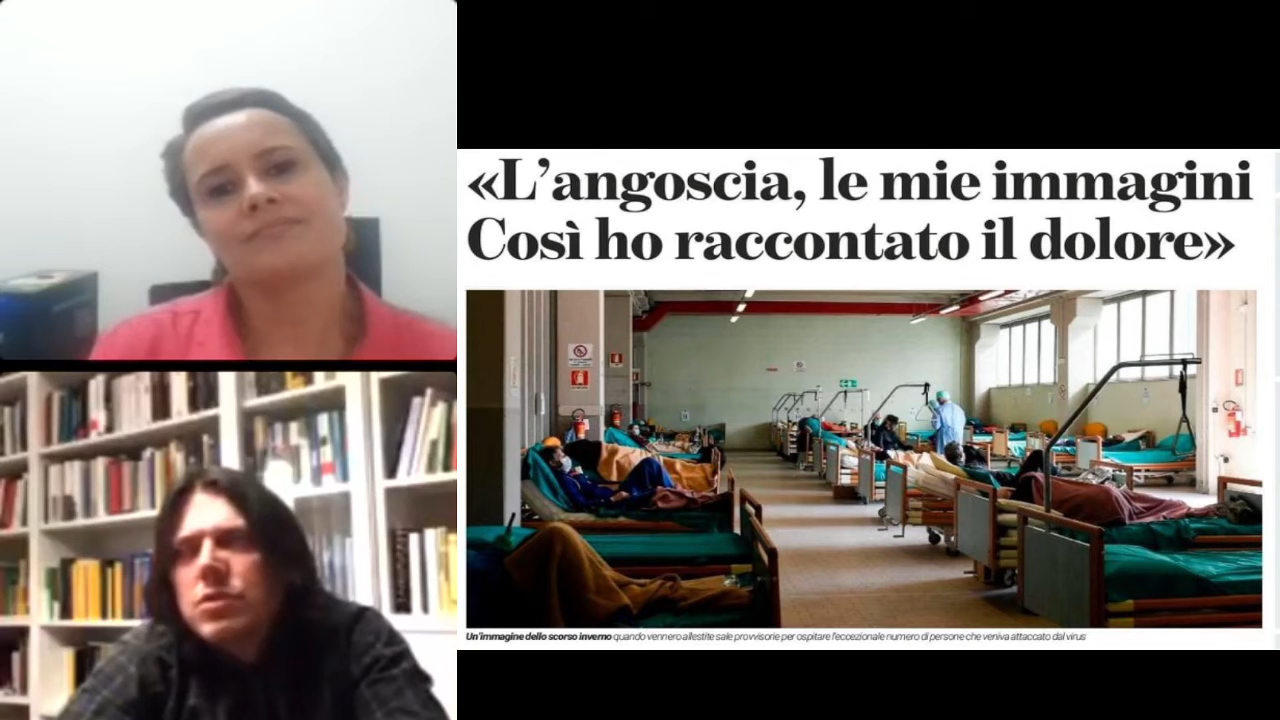 «L'angoscia, le mie immagini
Così ho raccontato il dolore»
Un'immagine dello scorso inverno quando vennero allestite sale provvisorie per ospitare l'eccezionale numero di persone che veniva attaccato dal virus